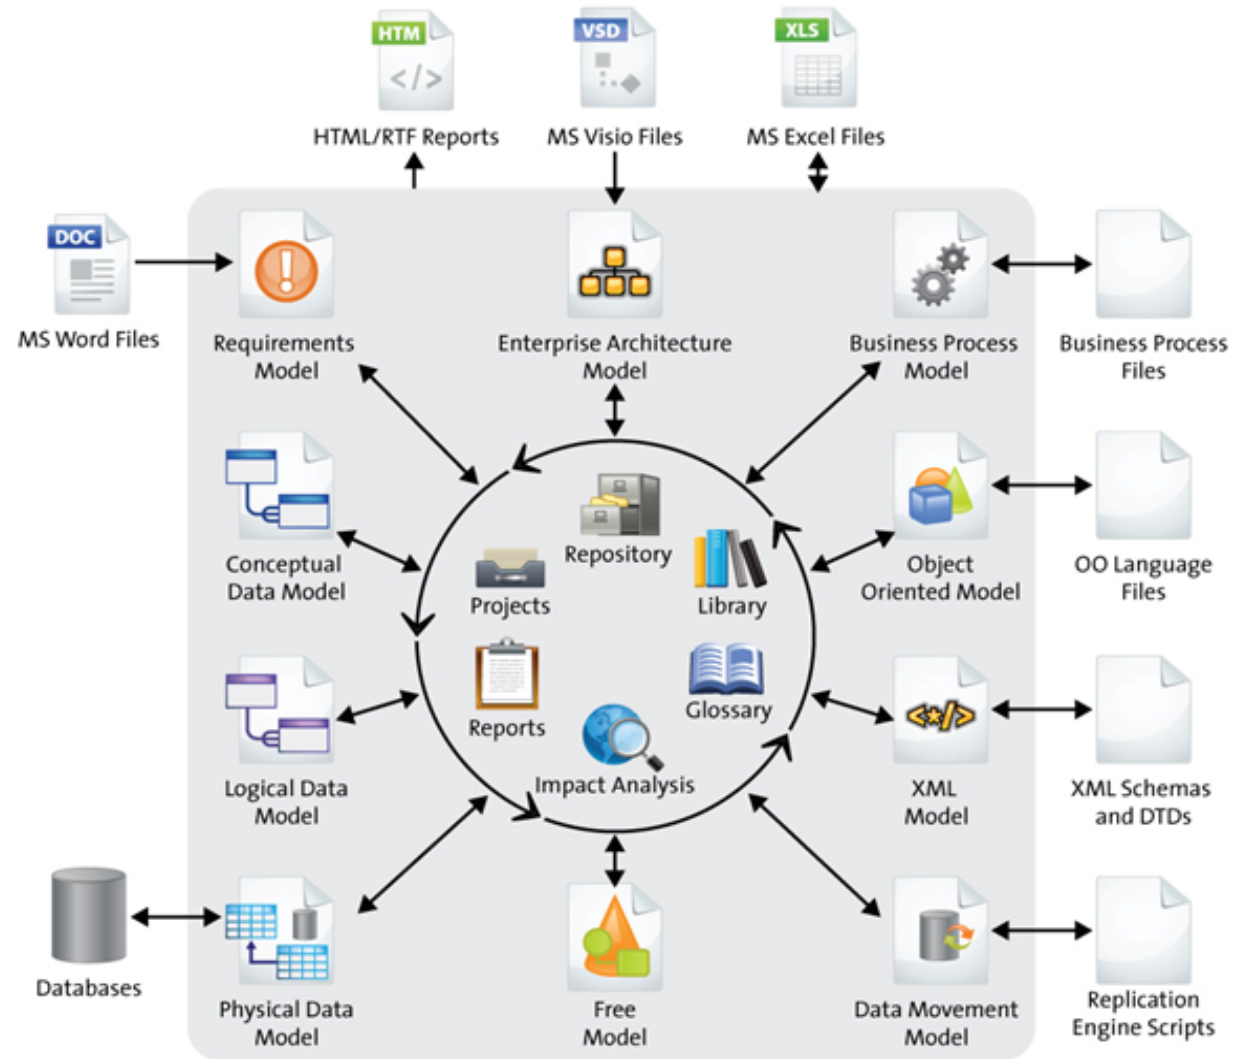 HTM
VSD
XLS
</>
HTML/RTF Reports
MS Visio Files
MS Excel Files
DOC
MS Word Files
Requirements
Model
Enterprise Architecture
Model
Business Process
Model
Business Process
Files
Conceptual
Data Model
Repository
Projects
Library
Object
Oriented Model
OO Language
Files
Logical Data
Model
Reports
Glossary
Impact Analysis
<*/>
XML
Model
XML Schemas
and DTDs
Databases
Physical Data
Model
Free
Model
Data Movement
Model
Replication
Engine Scripts